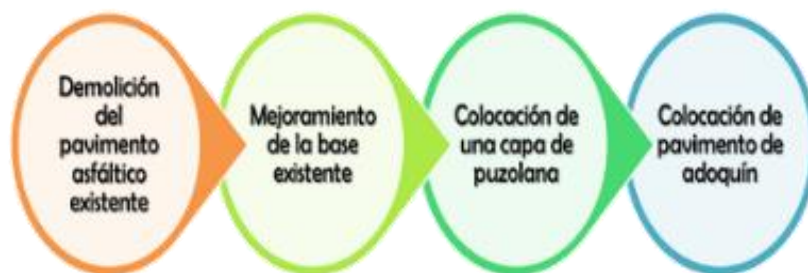 Demolición
del
pavimento
asfáltico
existente
Mejoramiento
de la base
existente
Colocación de
una capa de
puzolana
Colocación de
pavimento de
adoquín